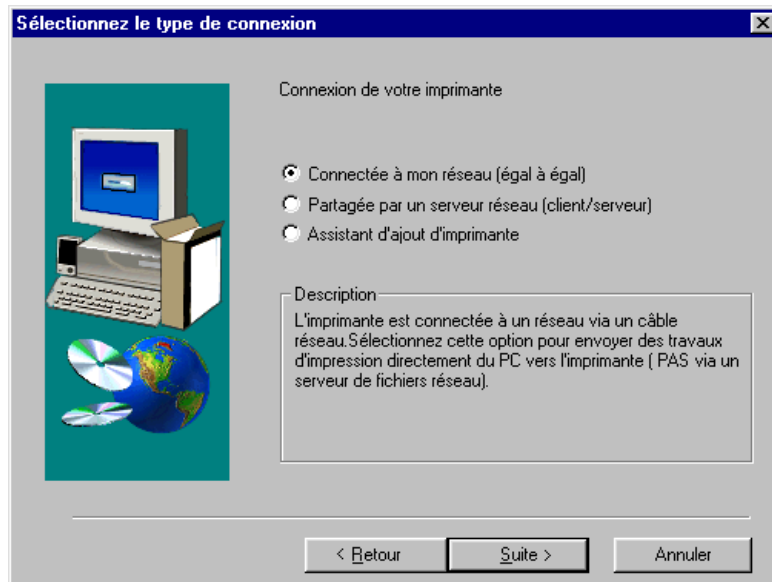 Sélectionnez le type de connexion
Connexion de votre imprimante
Connectée à mon réseau (égal à égal)
Partagée par un serveur réseau (client/serveur)
Assistant d'ajout d'imprimante
Description
L'imprimante est connectée à un réseau via un câble
réseau.Sélectionnez cette option pour envoyer des travaux
d'impression directement du PC vers l'imprimante ( PAS via un
serveur de fichiers réseau).
< Retour
Suite >
Annuler